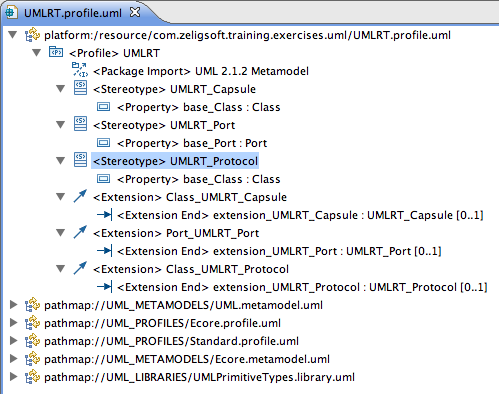 UMLRT.profile.uml
platform:/resource/com.zeligsoft.training.exercises.uml/UMLRT.profile.uml
<Profile> UMLRT
<Package Import> UML 2.1.2 Metamodel
<Stereotype> UMLRT_Capsule
<Property> base_Class : Class
<Stereotype> UMLRT_Port
<Property> base_Port : Port
<Stereotype> UMLRT_Protocol
<Property> base_Class : Class
<Extension> Class_UMLRT_Capsule
<Extension End> extension_UMLRT_Capsule : UMLRT_Capsule [0..1]
<Extension> Port_UMLRT_Port
<Extension End> extension_UMLRT_Port : UMLRT_Port [0..1]
<Extension> Class_UMLRT_Protocol
<Extension End> extension_UMLRT_Protocol : UMLRT_Protocol [0..1]
pathmap://UML_METAMODELS/UML.metamodel.uml
pathmap://UML_PROFILES/Ecore.profile.uml
pathmap://UML_PROFILES/Standard.profile.uml
pathmap://UML_METAMODELS/Ecore.metamodel.uml
pathmap://UML_LIBRARIES/UMLPrimitiveTypes.library.uml